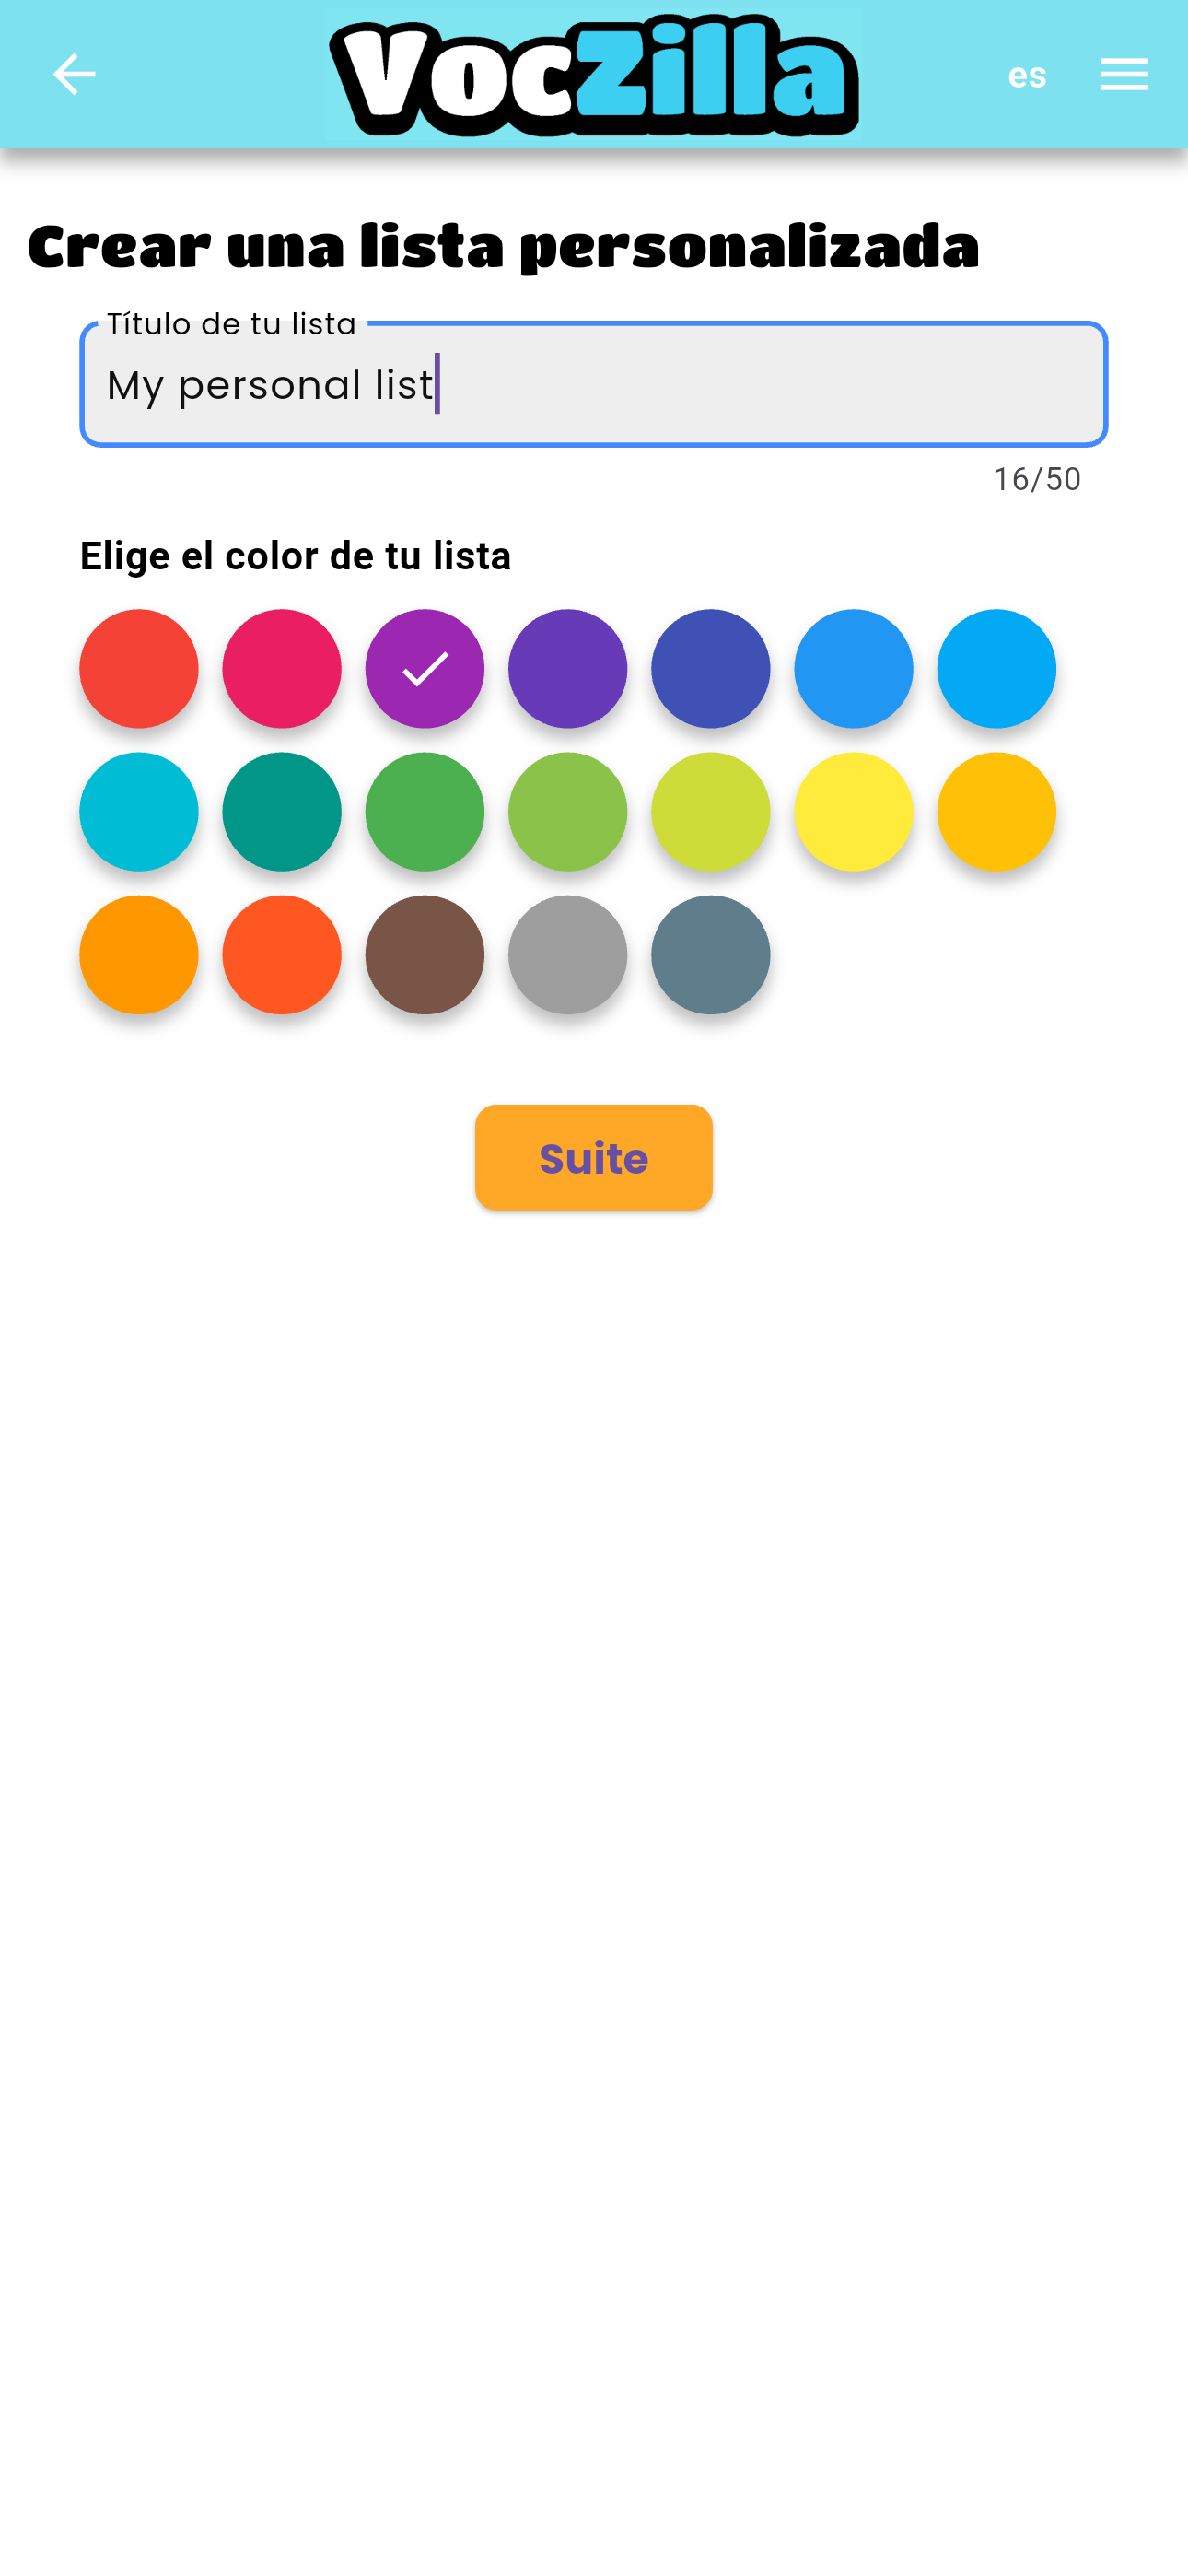 VocZilla
es
Crear una lista personalizada
Título de tu lista
My personal list
16/50
Elige el color de tu lista
Suite